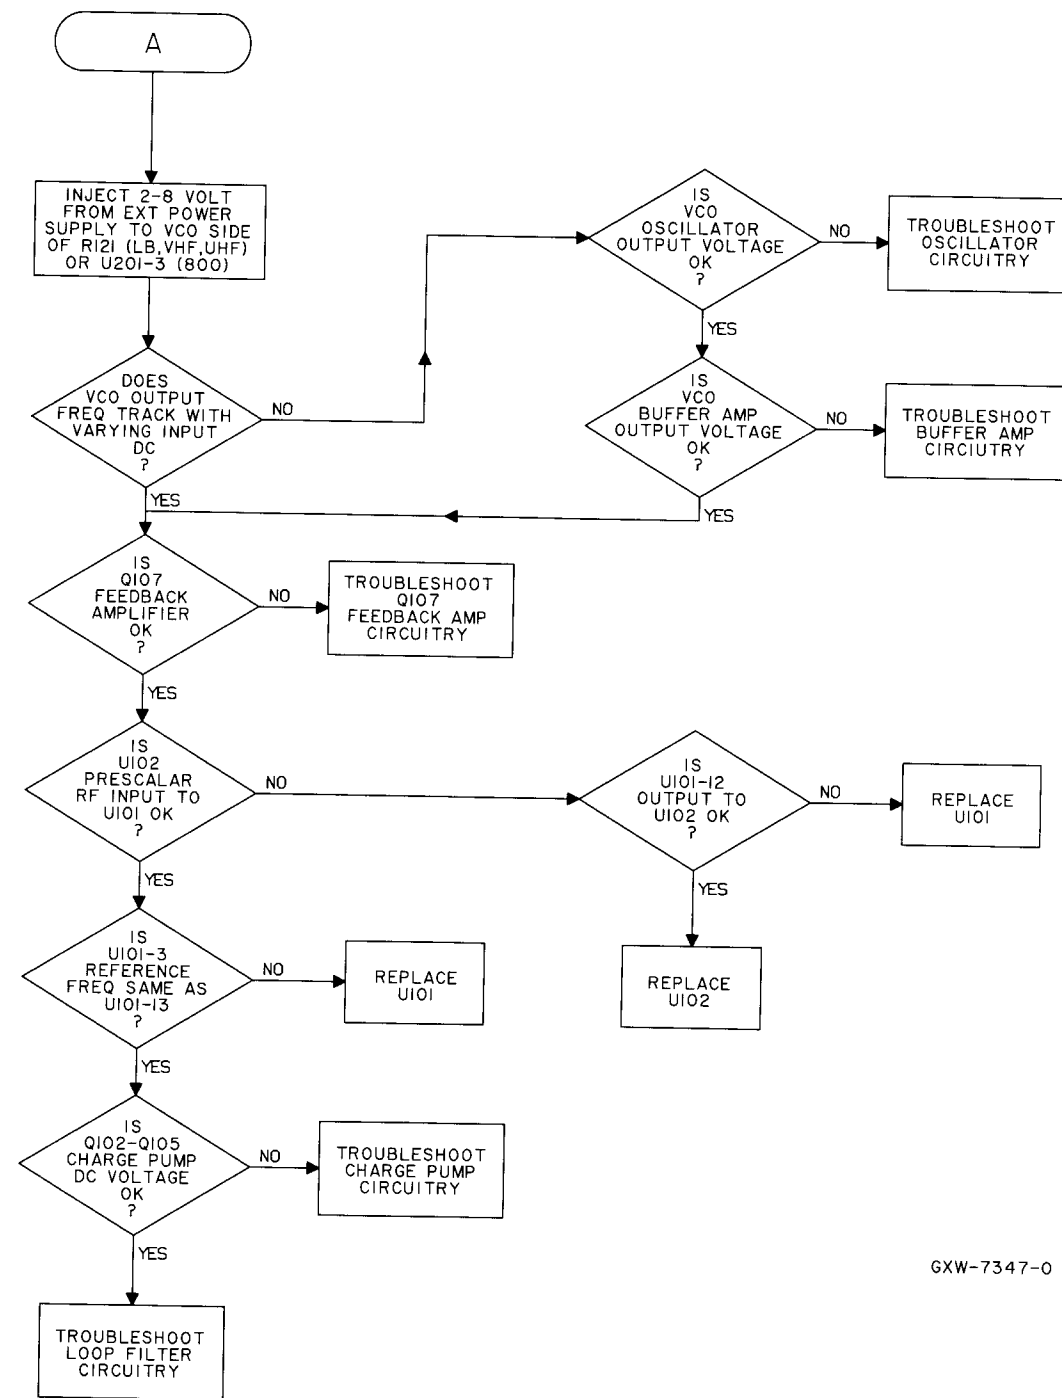 A
INJECT 2-8 VOLT
FROM EXT POWER
SUPPLY TO VCO SIDE
OF R121 (LB,VHF,UHF)
OR U201-3 (800)
DOES
VCO OUTPUT
FREQ TRACK WITH
VARYING INPUT
DC
?
NO
YES
IS
VCO
OSCILLATOR
OUTPUT VOLTAGE
OK
?
NO
YES
TROUBLESHOOT
OSCILLATOR
CIRCUITRY
IS
VCO
BUFFER AMP
OUTPUT VOLTAGE
OK
?
NO
YES
TROUBLESHOOT
BUFFER AMP
CIRCIUTRY
IS
Q107
FEEDBACK
AMPLIFIER
OK
?
NO
YES
TROUBLESHOOT
Q107
FEEDBACK AMP
CIRCUITRY
IS
U102
PRESCALAR
RF INPUT TO
U101 OK
?
NO
YES
IS
U101-12
OUTPUT TO
U102 OK
?
NO
YES
REPLACE
U101
REPLACE
U102
IS
U101-3
REFERENCE
FREQ SAME AS
U101-13
?
NO
YES
REPLACE
U101
IS
Q102-Q105
CHARGE PUMP
DC VOLTAGE
OK
?
NO
YES
TROUBLESHOOT
CHARGE PUMP
CIRCUITRY
TROUBLESHOOT
LOOP FILTER
CIRCUITRY
GXW-7347-0